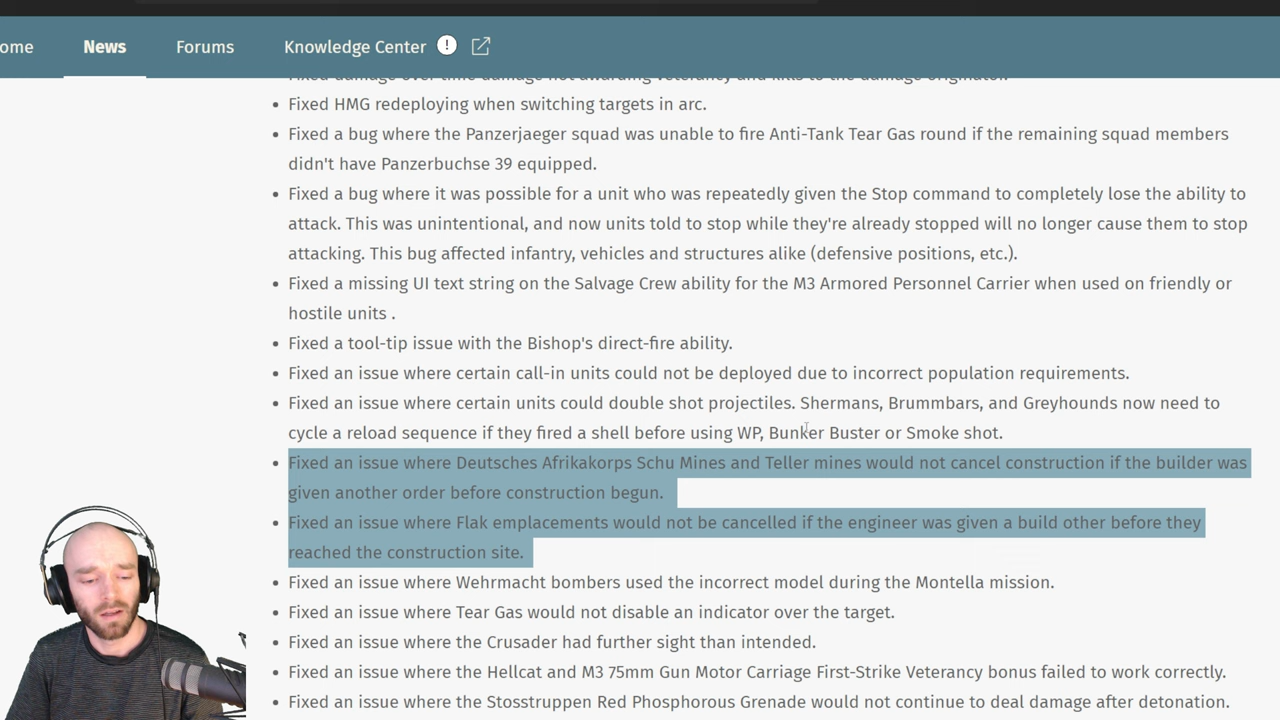 ome News Forums Knowledge Center !
Fixed damage over time damage not awarding veterancy and kills to the damage originator.
• Fixed HMG redeploying when switching targets in arc.
• Fixed a bug where the Panzerjaeger squad was unable to fire Anti-Tank Tear Gas round if the remaining squad members
didn't have Panzerbuchse 39 equipped.
• Fixed a bug where it was possible for a unit who was repeatedly given the Stop command to completely lose the ability to
attack. This was unintentional, and now units told to stop while they're already stopped will no longer cause them to stop
attacking. This bug affected infantry, vehicles and structures alike (defensive positions, etc.).
• Fixed a missing UI text string on the Salvage Crew ability for the M3 Armored Personnel Carrier when used on friendly or
hostile units .
• Fixed a tool-tip issue with the Bishop's direct-fire ability.
• Fixed an issue where certain call-in units could not be deployed due to incorrect population requirements.
• Fixed an issue where certain units could double shot projectiles. Shermans, Brummbars, and Greyhounds now need to
cycle a reload sequence if they fired a shell before using WP, Bunker Buster or Smoke shot.
• Fixed an issue where Deutsches Afrikakorps Schu Mines and Teller mines would not cancel construction if the builder was
given another order before construction begun.
• Fixed an issue where Flak emplacements would not be cancelled if the engineer was given a build other before they
reached the construction site.
• Fixed an issue where Wehrmacht bombers used the incorrect model during the Montella mission.
• Fixed an issue where Tear Gas would not disable an indicator over the target.
• Fixed an issue where the Crusader had further sight than intended.
• Fixed an issue where the Hellcat and M3 75mm Gun Motor Carriage First-Strike Veterancy bonus failed to work correctly.
• Fixed an issue where the Stosstruppen Red Phosphorous Grenade would not continue to deal damage after detonation.